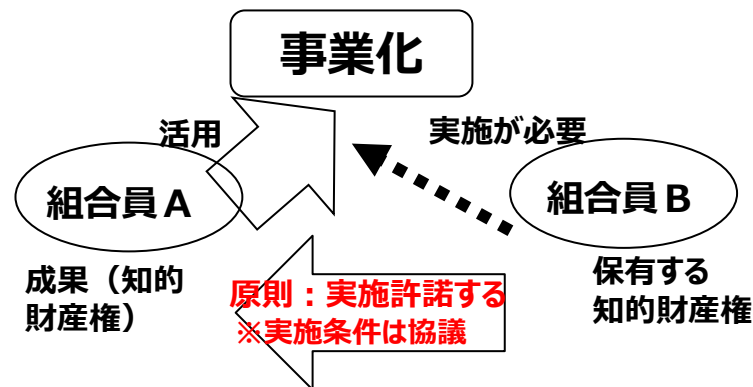 事業化
活用
実施が必要
組合員A
組合員B
成果（知的
財産権）
原則：実施許諾する
※実施条件は協議
保有する
知的財産権